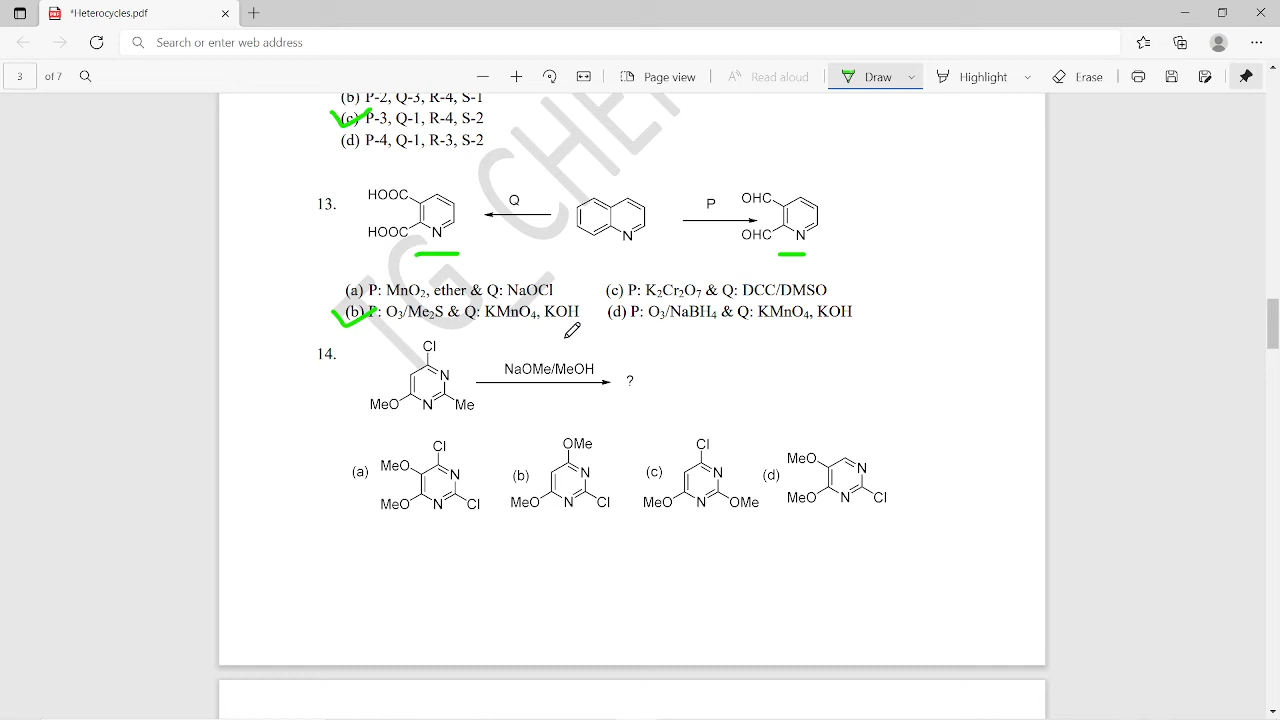 *Heterocycles.pdf
Search or enter web address
3 of 7
Page view
Read aloud
Draw
Highlight
Erase
(b) P-2, Q-3, R-4, S-1
(c) P-3, Q-1, R-4, S-2
(d) P-4, Q-1, R-3, S-2
13.
HOOC
HOOC
N
Q
N
P
OHC
OHC
N
(a) P: MnO₂, ether & Q: NaOCl
(c) P: K₂Cr₂O₇ & Q: DCC/DMSO
(b) P: O₃/Me₂S & Q: KMnO₄, KOH
(d) P: O₃/NaBH₄ & Q: KMnO₄, KOH
14.
Cl
N
MeO
N
Me
NaOMe/MeOH
?
(a)
Cl
MeO
N
MeO
N
Cl
(b)
OMe
N
MeO
N
Cl
(c)
Cl
N
MeO
N
OMe
(d)
MeO
N
MeO
N
Cl
TG_CHEM